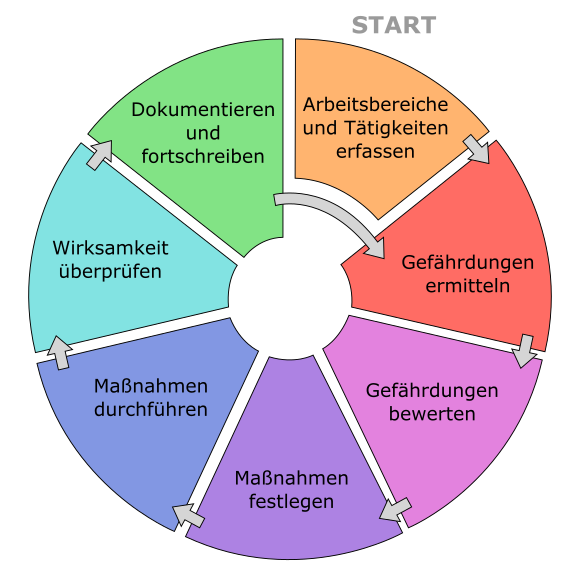 START
Arbeitsbereiche
und Tätigkeiten
erfassen
Gefährdungen
ermitteln
Gefährdungen
bewerten
Maßnahmen
festlegen
Maßnahmen
durchführen
Wirksamkeit
überprüfen
Dokumentieren
und
fortschreiben